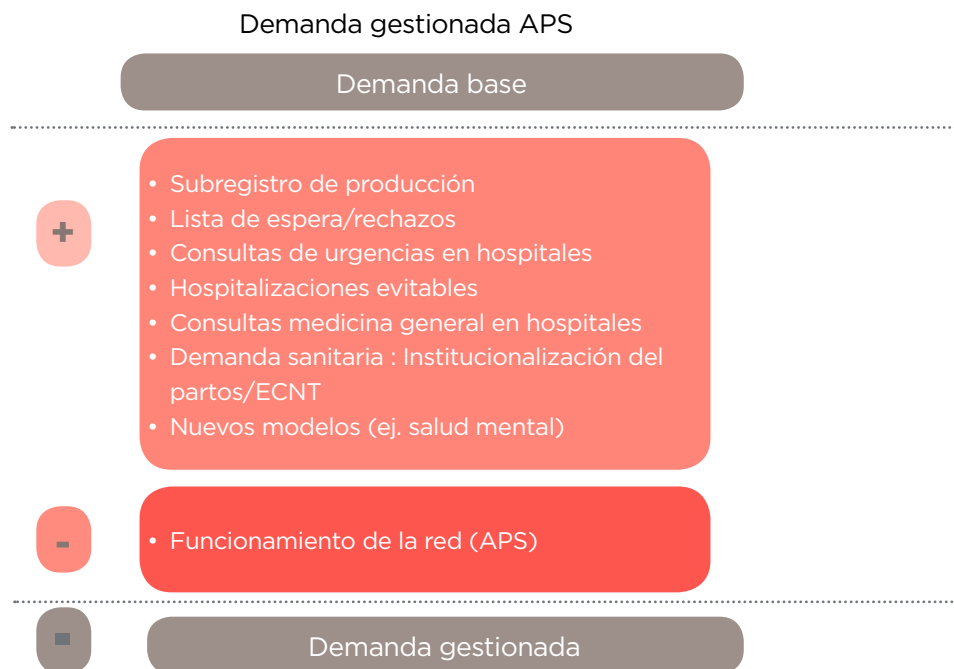 Demanda gestionada APS
Demanda base
+
• Subregistro de producción
• Lista de espera/rechazos
• Consultas de urgencias en hospitales
• Hospitalizaciones evitables
• Consultas medicina general en hospitales
• Demanda sanitaria : Institucionalización del
partos/ECNT
• Nuevos modelos (ej. salud mental)
-
• Funcionamiento de la red (APS)
=
Demanda gestionada